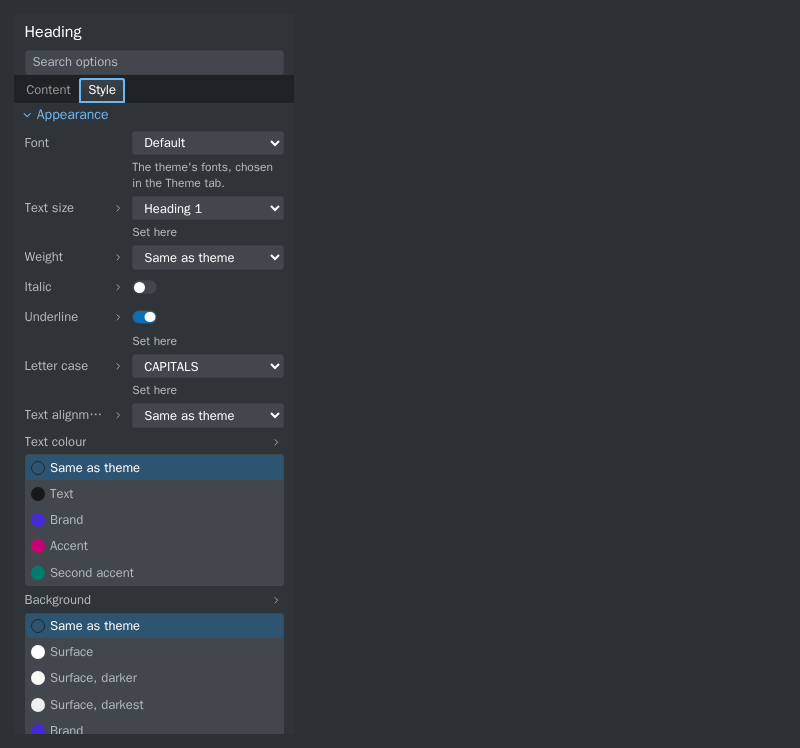 Heading
Search options
Content Style
Appearance
Font Default
The theme's fonts, chosen
in the Theme tab.
Text size Heading 1
Set here
Weight Same as theme
Italic
Underline
Set here
Letter case CAPITALS
Set here
Text alignm··· Same as theme
Text colour
Same as theme
Text
Brand
Accent
Second accent
Background
Same as theme
Surface
Surface, darker
Surface, darkest
Brand